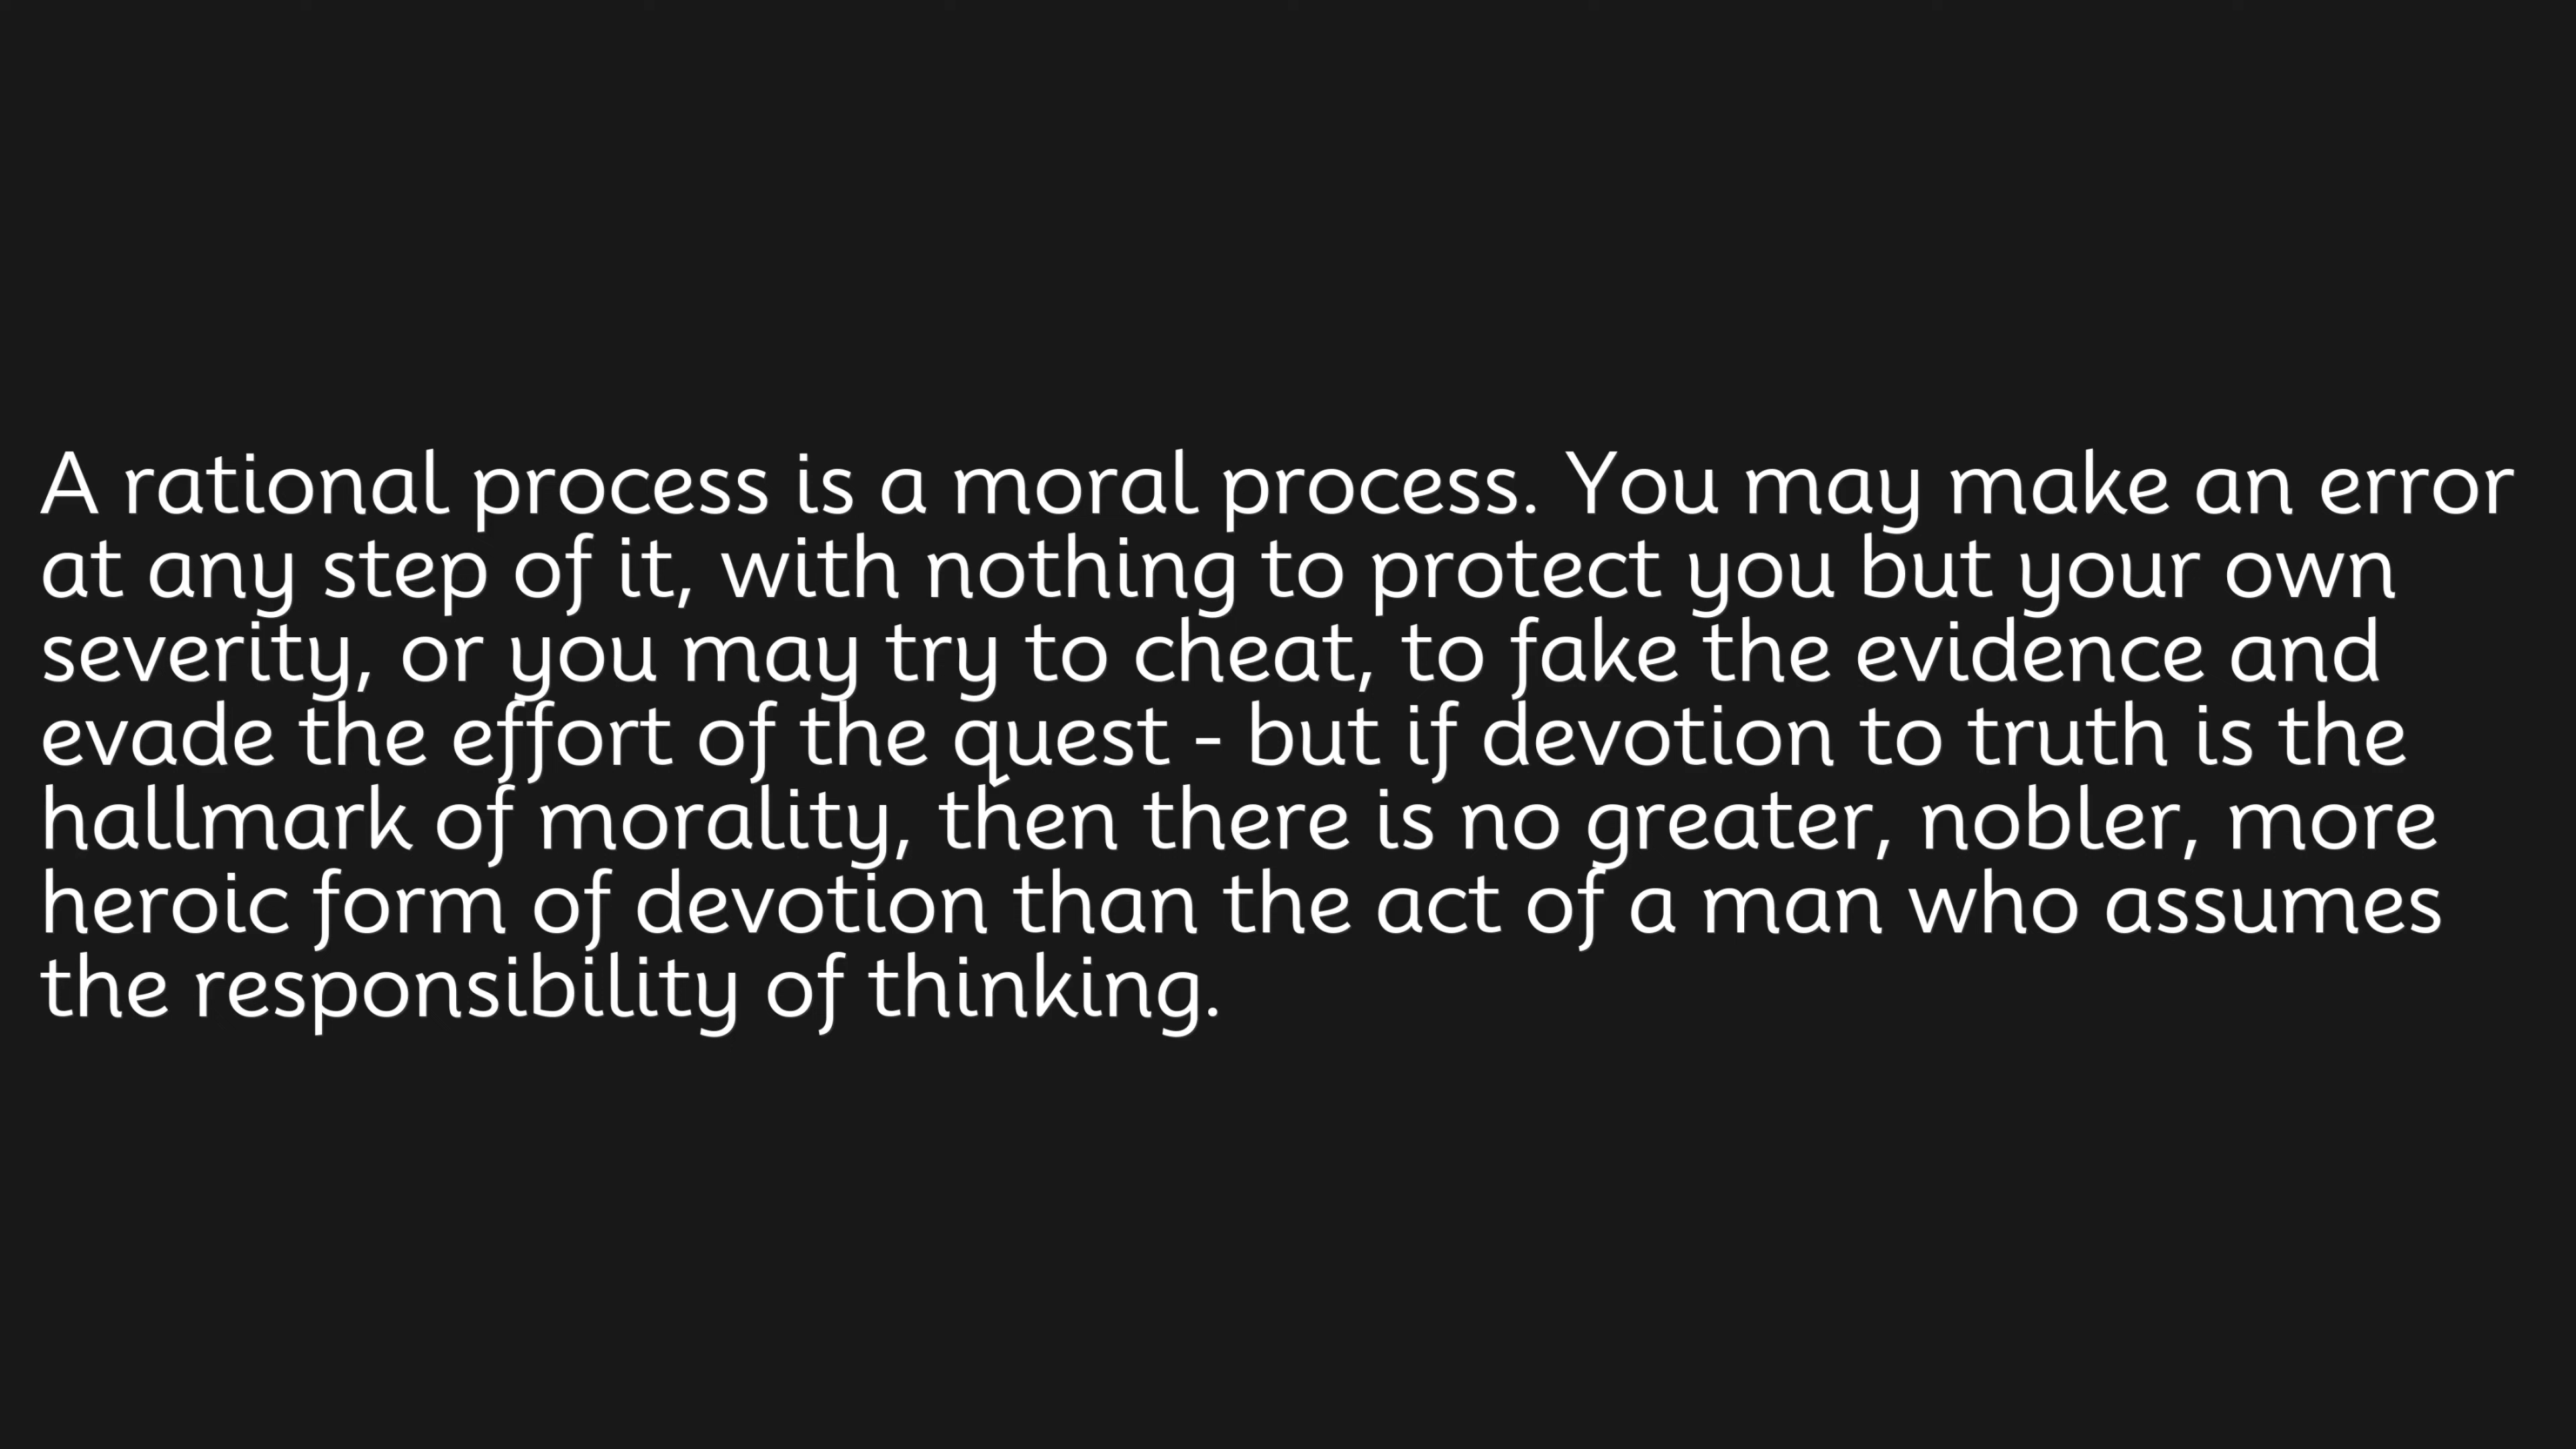 A rational process is a moral process. You may make an error
at any step of it, with nothing to protect you but your own
severity, or you may try to cheat, to fake the evidence and
evade the effort of the quest - but if devotion to truth is the
hallmark of morality, then there is no greater, nobler, more
heroic form of devotion than the act of a man who assumes
the responsibility of thinking.